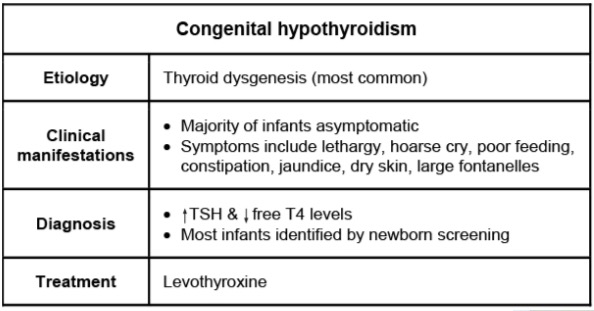 Congenital hypothyroidism
Etiology
Thyroid dysgenesis (most common)
Clinical
manifestations
• Majority of infants asymptomatic
• Symptoms include lethargy, hoarse cry, poor feeding,
constipation, jaundice, dry skin, large fontanelles
Diagnosis
• ↑TSH & ↓free T4 levels
• Most infants identified by newborn screening
Treatment
Levothyroxine